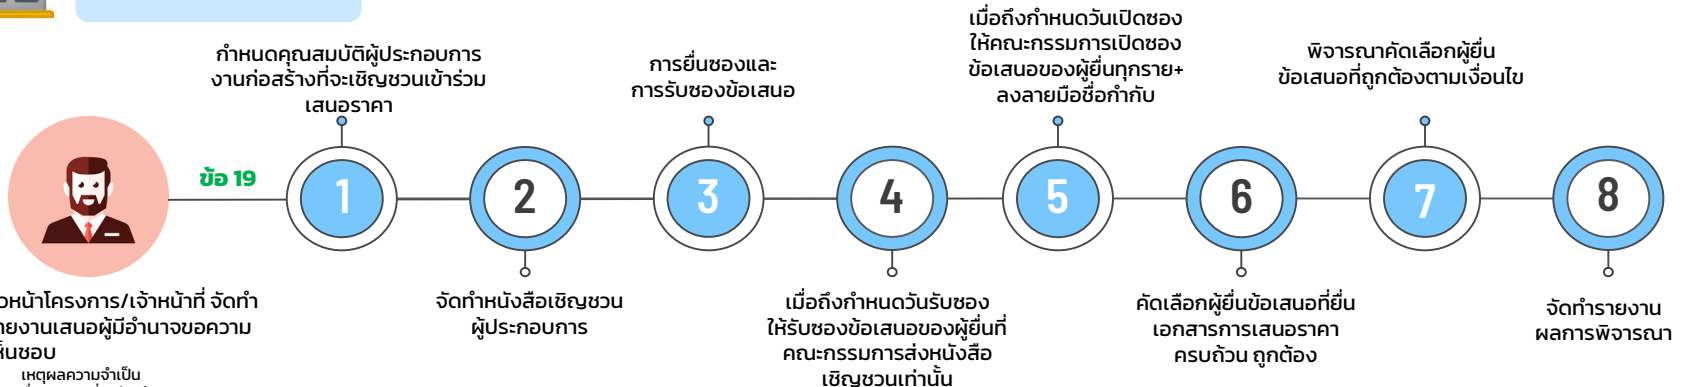 กำหนดคุณสมบัติผู้ประกอบการ
งานก่อสร้างที่จะเชิญชวนเข้าร่วม
เสนอราคา
การยื่นซองและ
การรับซองข้อเสนอ
เมื่อถึงกำหนดวันเปิดซอง
ให้คณะกรรมการเปิดซอง
ข้อเสนอของผู้ยื่นทุกราย+
ลงลายมือชื่อกำกับ
พิจารณาคัดเลือกผู้ยื่น
ข้อเสนอที่ถูกต้องตามเงื่อนไข
ข้อ 19
1
2
3
4
5
6
7
8
หน้าโครงการ/เจ้าหน้าที่ จัดทำ
ายงานเสนอผู้มีอำนาจขอความ
ห็นชอบ
เหตุผลความจำเป็น
จัดทำหนังสือเชิญชวน
ผู้ประกอบการ
เมื่อถึงกำหนดวันรับซอง
ให้รับซองข้อเสนอของผู้ยื่นที่
คณะกรรมการส่งหนังสือ
เชิญชวนเท่านั้น
คัดเลือกผู้ยื่นข้อเสนอที่ยื่น
เอกสารการเสนอราคา
ครบถ้วน ถูกต้อง
จัดทำรายงาน
ผลการพิจารณา